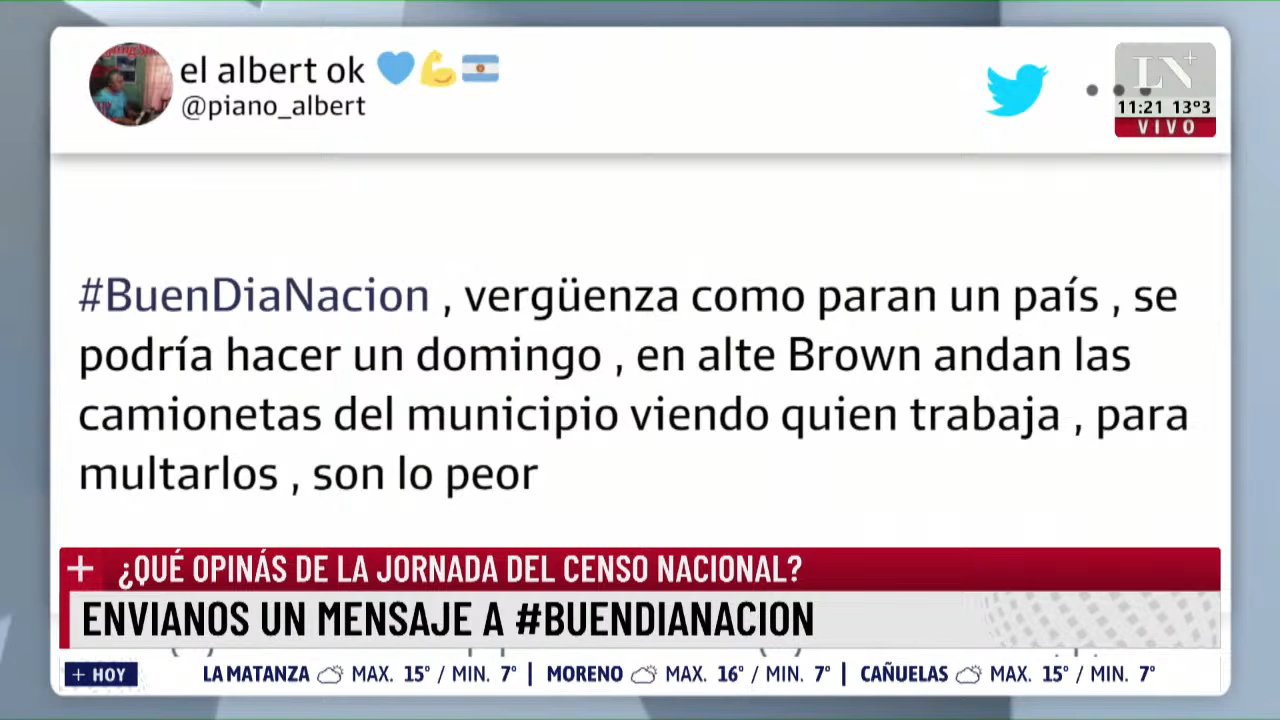 el albert ok
@piano_albert
LN+
11:21 13º3
VIVO
#BuenDiaNacion , vergüenza como paran un país , se
podría hacer un domingo , en alte Brown andan las
camionetas del municipio viendo quien trabaja , para
multarlos , son lo peor
+ ¿QUÉ OPINÁS DE LA JORNADA DEL CENSO NACIONAL?
ENVIANOS UN MENSAJE A #BUENDIANACION
+ HOY LA MATANZA MAX. 15° / MIN. 7° | MORENO MAX. 16° / MIN. 7° | CAÑUELAS MAX. 15° / MIN. 7°